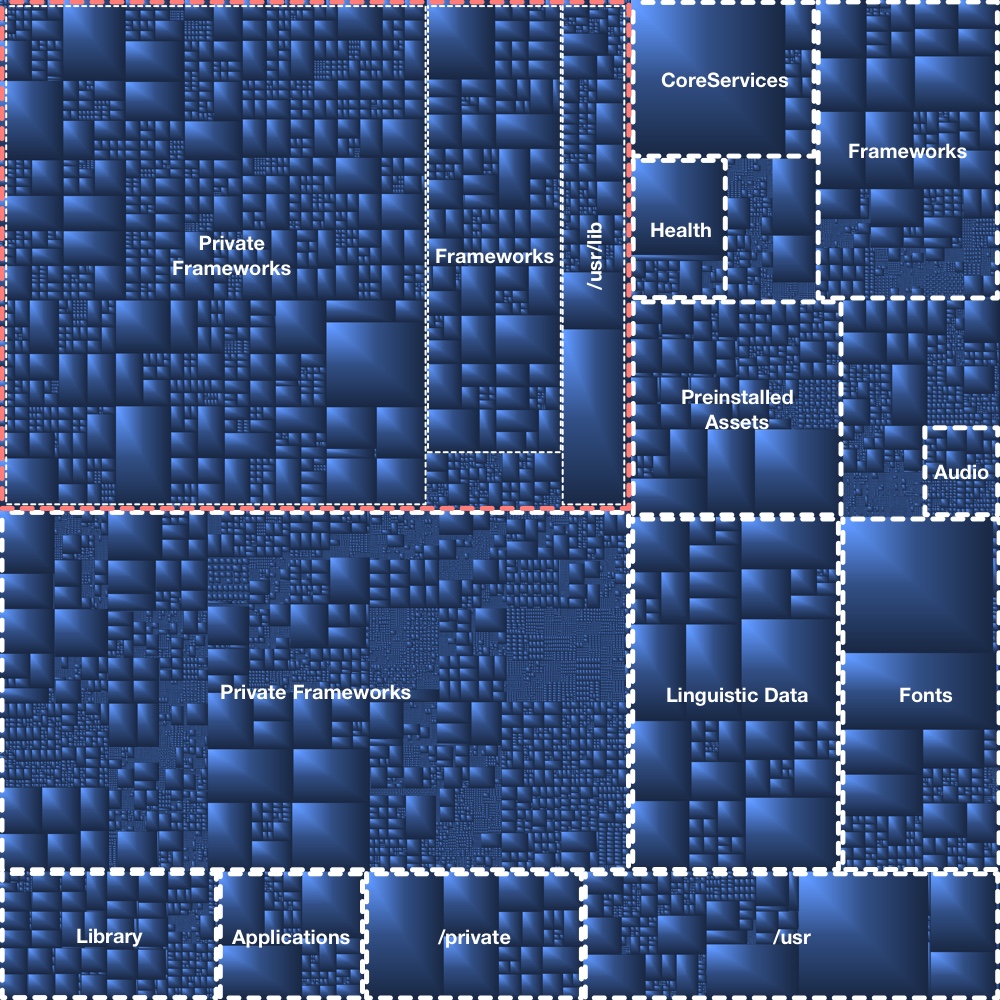 CoreServices
Frameworks
Health
Private
Frameworks
Frameworks
/usr/lib
Preinstalled
Assets
Audio
Private Frameworks
Linguistic Data
Fonts
Library
Applications
/private
/usr